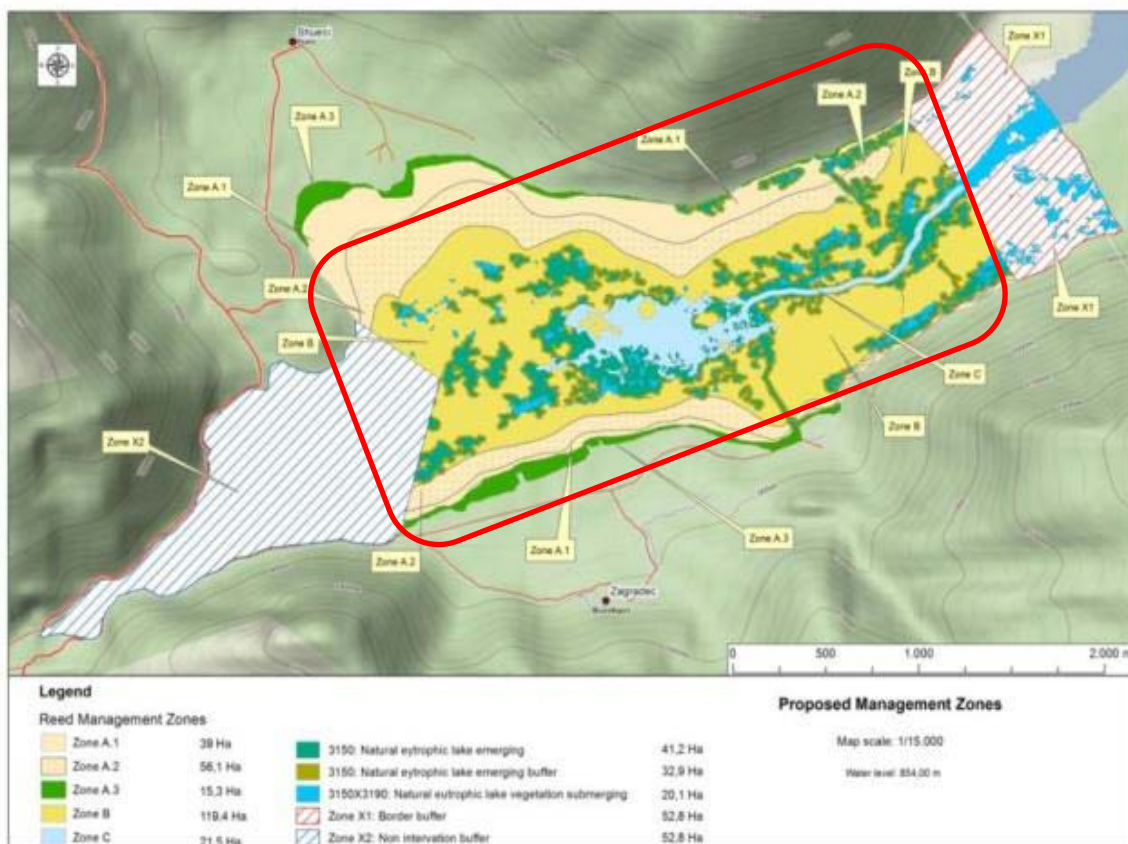 Zone X1
Zone B
Zone A.2
Zone A.3
Zone A.1
Zone A.1
Zone A.2
Zone X1
Zone B
Zone C
Zone X2
Zone B
Zone A.1
Zone A.3
Zone A.2
Zagradec
0 500 1.000 2.000 m
Legend
Reed Management Zones
Zone A.1 39 Ha
Zone A.2 56,1 Ha
Zone A.3 15,3 Ha
Zone B 119,4 Ha
Zone C 21,5 Ha
3150: Natural eytrophic lake emerging 41,2 Ha
3150: Natural eytrophic lake emerging buffer 32,9 Ha
3150X3190: Natural eutrophic lake vegetation submerging 20,1 Ha
Zone X1: Border buffer 52,8 Ha
Zone X2: Non intervation buffer 52,8 Ha
Proposed Management Zones
Map scale: 1/15.000
Water level: 854,00 m